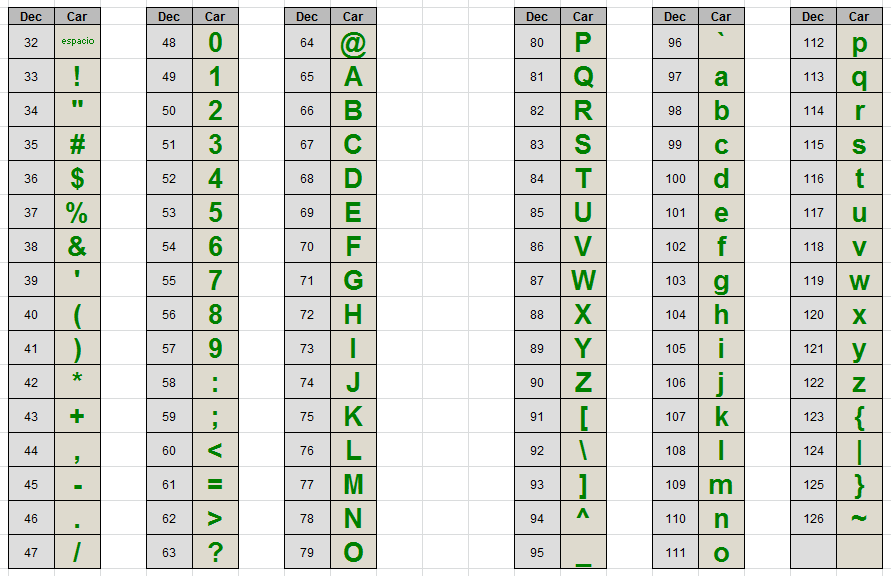 Dec Car Dec Car Dec Car Dec Car Dec Car Dec Car
32 espacio 48 0 64 @ 80 P 96 ` 112 p
33 ! 49 1 65 A 81 Q 97 a 113 q
34 " 50 2 66 B 82 R 98 b 114 r
35 # 51 3 67 C 83 S 99 c 115 s
36 $ 52 4 68 D 84 T 100 d 116 t
37 % 53 5 69 E 85 U 101 e 117 u
38 & 54 6 70 F 86 V 102 f 118 v
39 ' 55 7 71 G 87 W 103 g 119 w
40 ( 56 8 72 H 88 X 104 h 120 x
41 ) 57 9 73 I 89 Y 105 i 121 y
42 * 58 : 74 J 90 Z 106 j 122 z
43 + 59 ; 75 K 91 [ 107 k 123 {
44 , 60 < 76 L 92 \ 108 l 124 |
45 - 61 = 77 M 93 ] 109 m 125 }
46 . 62 > 78 N 94 ^ 110 n 126 ~
47 / 63 ? 79 O 95 _ 111 o